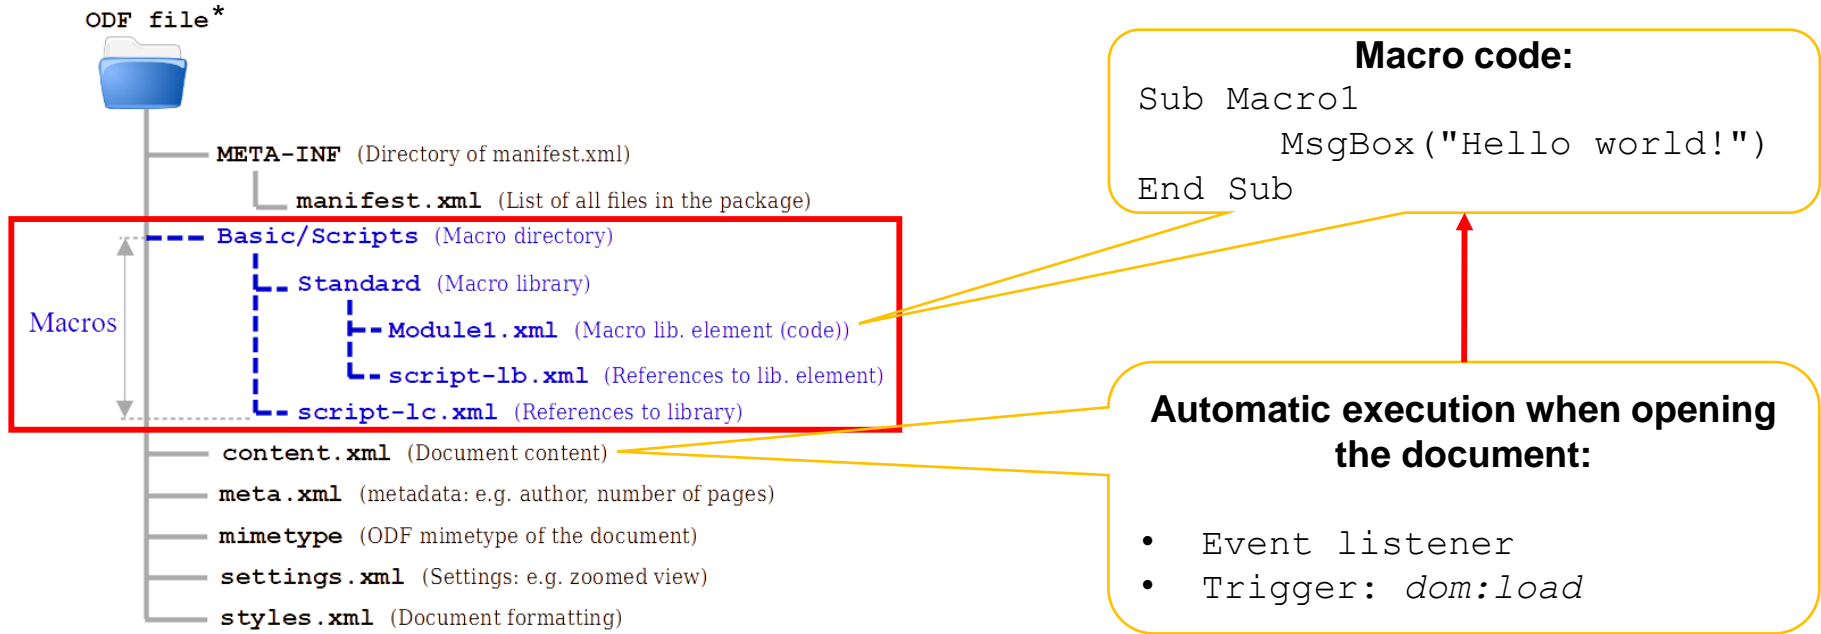 ODF file*
META-INF (Directory of manifest.xml)
manifest.xml (List of all files in the package)
Basic/Scripts (Macro directory)
Standard (Macro library)
Macros
Module1.xml (Macro lib. element (code))
script-lb.xml (References to lib. element)
script-lc.xml (References to library)
content.xml (Document content)
meta.xml (metadata: e.g. author, number of pages)
mimetype (ODF mimetype of the document)
settings.xml (Settings: e.g. zoomed view)
styles.xml (Document formatting)
Macro code:
Sub Macro1
MsgBox("Hello world!")
End Sub
Automatic execution when opening
the document:
• Event listener
• Trigger: dom:load